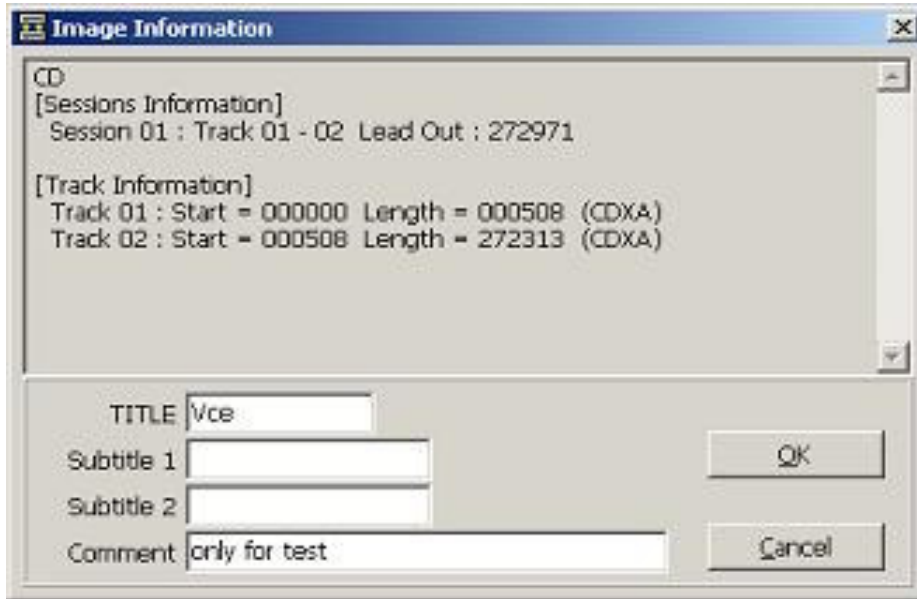 Image Information
CD
[Sessions Information]
Session 01 : Track 01 - 02 Lead Out : 272971
[Track Information]
Track 01 : Start = 000000 Length = 000508 (CDXA)
Track 02 : Start = 000508 Length = 272313 (CDXA)
TITLE Vce
Subtitle 1
OK
Subtitle 2
Comment only for test
Cancel